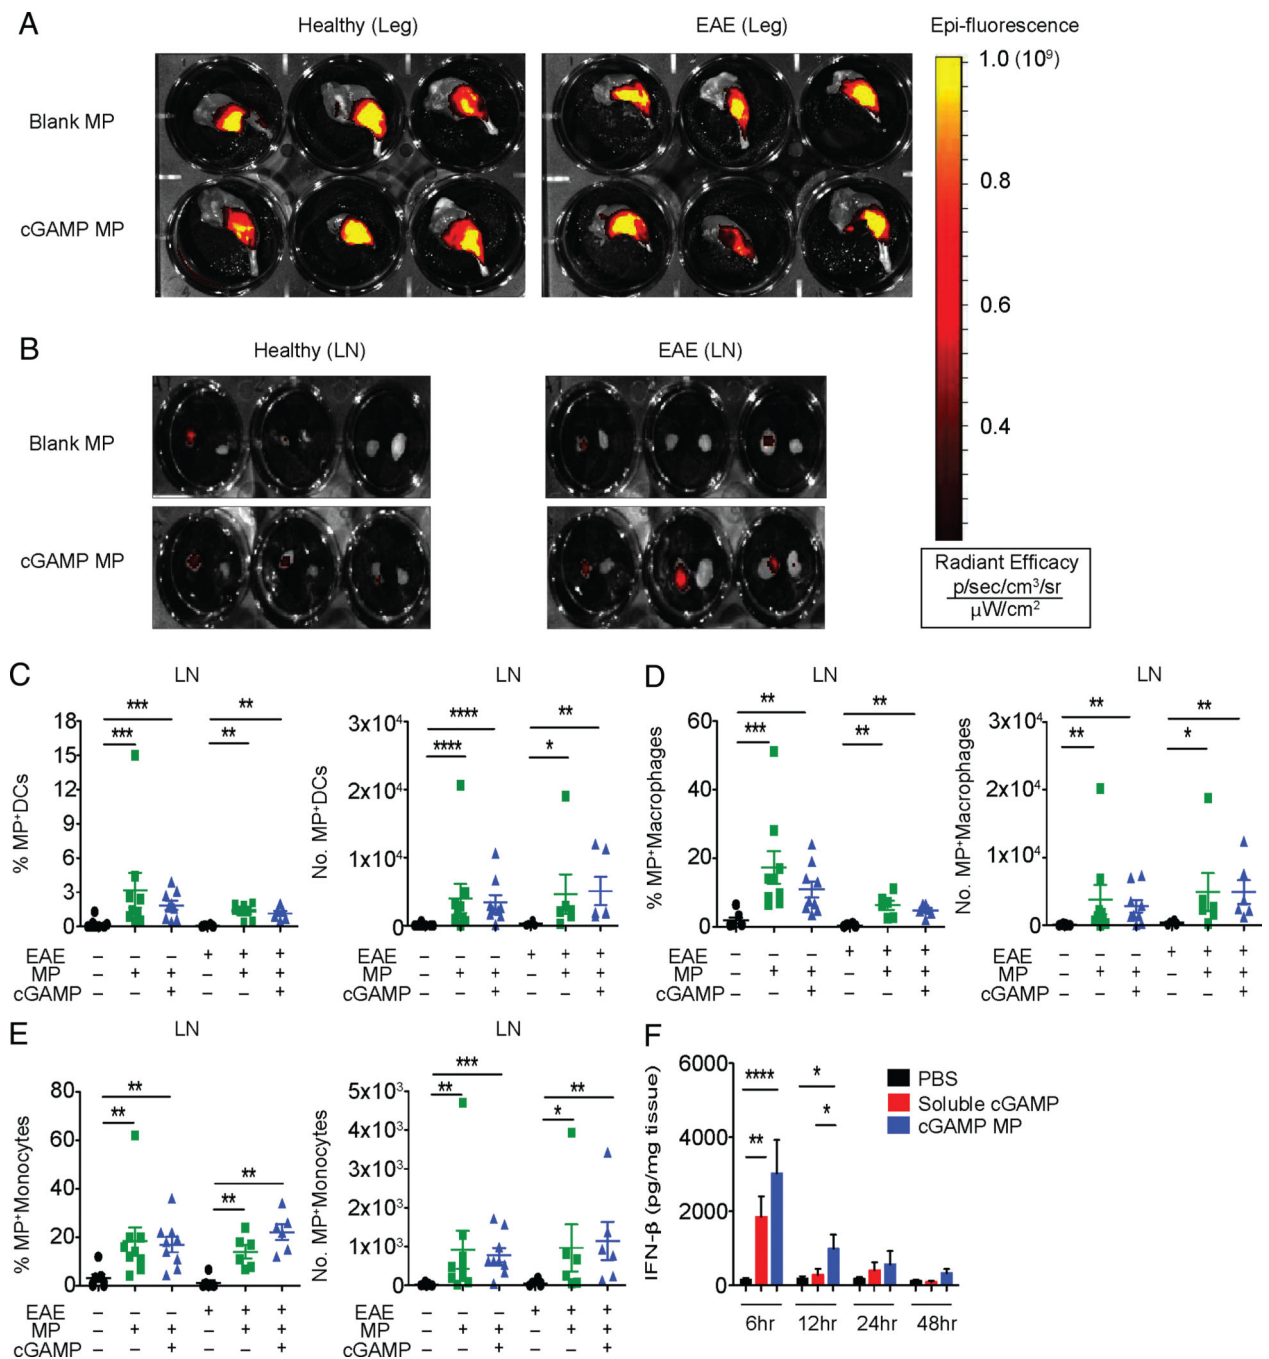 A
Healthy (Leg)
EAE (Leg)
Epi-fluorescence
Blank MP
cGAMP MP
1.0 (10⁹)
0.8
0.6
0.4
Radiant Efficacy
p/sec/cm³/sr
µW/cm²
B
Healthy (LN)
EAE (LN)
Blank MP
cGAMP MP
C
LN
LN
% MP⁺DCs
18
15
12
9
6
3
0
*** *** ** **
No. MP⁺DCs
3x10⁴
2x10⁴
1x10⁴
0
**** **** ** *
EAE – – – + + + – – – + + +
MP – + + – + + – + + – + +
cGAMP – – + – – + – – + – – +
D
LN
LN
% MP⁺Macrophages
60
40
20
0
** *** ** **
No. MP⁺Macrophages
3x10⁴
2x10⁴
1x10⁴
0
** ** ** *
EAE – – – + + + – – – + + +
MP – + + – + + – + + – + +
cGAMP – – + – – + – – + – – +
E
LN
LN
% MP⁺Monocytes
80
60
40
20
0
** ** ** **
No. MP⁺Monocytes
5x10³
4x10³
3x10³
2x10³
1x10³
0
*** ** ** *
EAE – – – + + + – – – + + +
MP – + + – + + – + + – + +
cGAMP – – + – – + – – + – – +
F
IFN-β (pg/mg tissue)
6000
4000
2000
0
**** ** * *
PBS
Soluble cGAMP
cGAMP MP
6hr 12hr 24hr 48hr